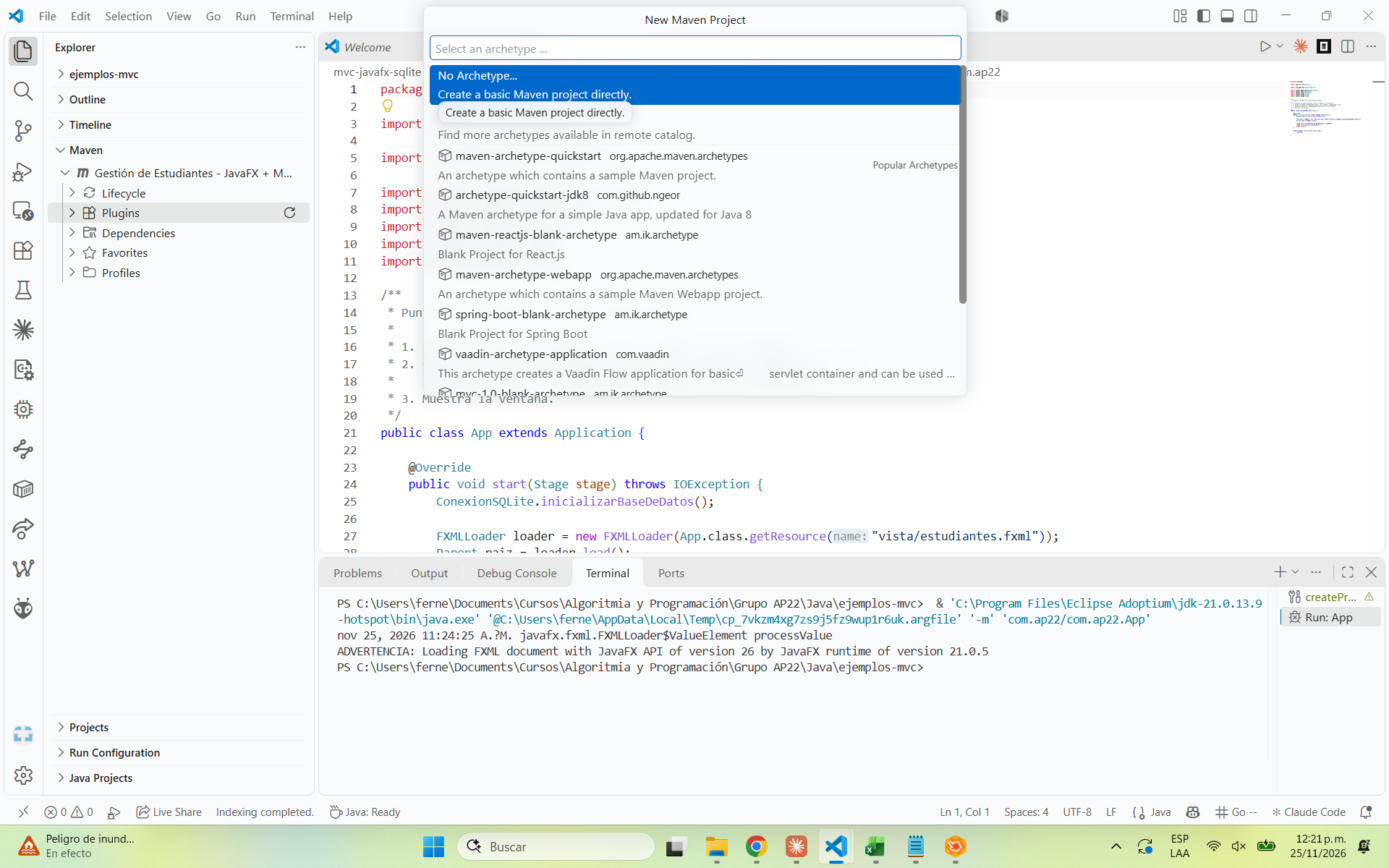 File Edit Selection View Go Run Terminal Help
New Maven Project
Explorer
Welcome
Select an archetype ...
ejemplos-mvc
Outline
Timeline
Maven
Gestión de Estudiantes - JavaFX + M...
Lifecycle
Plugins
Dependencies
Favorites
Profiles
Projects
Run Configuration
Java Projects
mvc-javafx-sqlite
m.ap22
No Archetype...
Create a basic Maven project directly.
Create a basic Maven project directly.
Find more archetypes available in remote catalog.
maven-archetype-quickstart org.apache.maven.archetypes
Popular Archetypes
An archetype which contains a sample Maven project.
archetype-quickstart-jdk8 com.github.ngeor
A Maven archetype for a simple Java app, updated for Java 8
maven-reactjs-blank-archetype am.ik.archetype
Blank Project for React.js
maven-archetype-webapp org.apache.maven.archetypes
An archetype which contains a sample Maven Webapp project.
spring-boot-blank-archetype am.ik.archetype
Blank Project for Spring Boot
vaadin-archetype-application com.vaadin
This archetype creates a Vaadin Flow application for basic⏎ servlet container and can be used ...
mvc-1.0-blank-archetype am.ik.archetype
1 packag
2
3 import
4
5 import
6
7 import
8 import
9 import
10 import
11 import
12
13 /**
14 * Pun
15 *
16 * 1.
17 * 2.
18 *
19 * 3. Muestra la ventana.
20 */
21 public class App extends Application {
22
23 @Override
24 public void start(Stage stage) throws IOException {
25 ConexionSQLite.inicializarBaseDeDatos();
26
27 FXMLLoader loader = new FXMLLoader(App.class.getResource(name: "vista/estudiantes.fxml"));
28 Parent raiz = loader.load();
Problems Output Debug Console Terminal Ports
PS C:\Users\ferne\Documents\Cursos\Algoritmia y Programación\Grupo AP22\Java\ejemplos-mvc> & 'C:\Program Files\Eclipse Adoptium\jdk-21.0.13.9
-hotspot\bin\java.exe' '@C:\Users\ferne\AppData\Local\Temp\cp_7vkzm4xg7zs9j5fz9wup1r6uk.argfile' '-m' 'com.ap22/com.ap22.App'
nov 25, 2026 11:24:25 A.?M. javafx.fxml.FXMLLoader$ValueElement processValue
ADVERTENCIA: Loading FXML document with JavaFX API of version 26 by JavaFX runtime of version 21.0.5
PS C:\Users\ferne\Documents\Cursos\Algoritmia y Programación\Grupo AP22\Java\ejemplos-mvc>
createPr...
Run: App
0 0 Live Share Indexing completed. Java: Ready
Ln 1, Col 1 Spaces: 4 UTF-8 LF Java Go -- Claude Code
Peligro de inund...
En efecto
Buscar
ESP
LAA
12:21 p. m.
25/11/2026